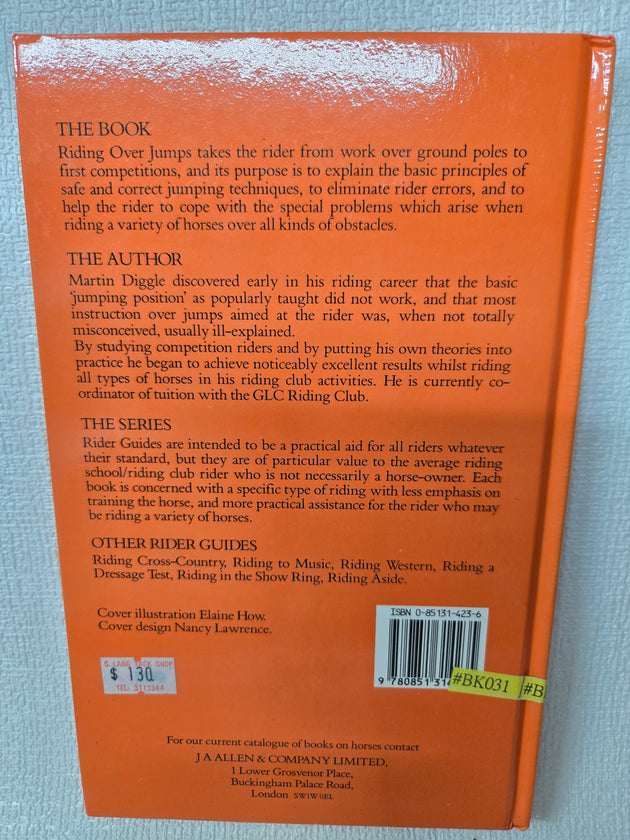 THE BOOK
Riding Over Jumps takes the rider from work over ground poles to
first competitions, and its purpose is to explain the basic principles of
safe and correct jumping techniques, to eliminate rider errors, and to
help the rider to cope with the special problems which arise when
riding a variety of horses over all kinds of obstacles.
THE AUTHOR
Martin Diggle discovered early in his riding career that the basic
'jumping position' as popularly taught did not work, and that most
instruction over jumps aimed at the rider was, when not totally
misconceived, usually ill-explained.
By studying competition riders and by putting his own theories into
practice he began to achieve noticeably excellent results whilst riding
all types of horses in his riding club activities. He is currently co-
ordinator of tuition with the GLC Riding Club.
THE SERIES
Rider Guides are intended to be a practical aid for all riders whatever
their standard, but they are of particular value to the average riding
school/riding club rider who is not necessarily a horse-owner. Each
book is concerned with a specific type of riding with less emphasis on
training the horse, and more practical assistance for the rider who may
be riding a variety of horses.
OTHER RIDER GUIDES
Riding Cross-Country, Riding to Music, Riding Western, Riding a
Dressage Test, Riding in the Show Ring, Riding Aside.
Cover illustration Elaine How.
Cover design Nancy Lawrence.
ISBN 0-85131-423-6
9 780851 31
#BK031 #B
S. LANE TACK SHOP
$ 130
TEL: 3113344
For our current catalogue of books on horses contact
J A ALLEN & COMPANY LIMITED,
1 Lower Grosvenor Place,
Buckingham Palace Road,
London SW1W 0EL